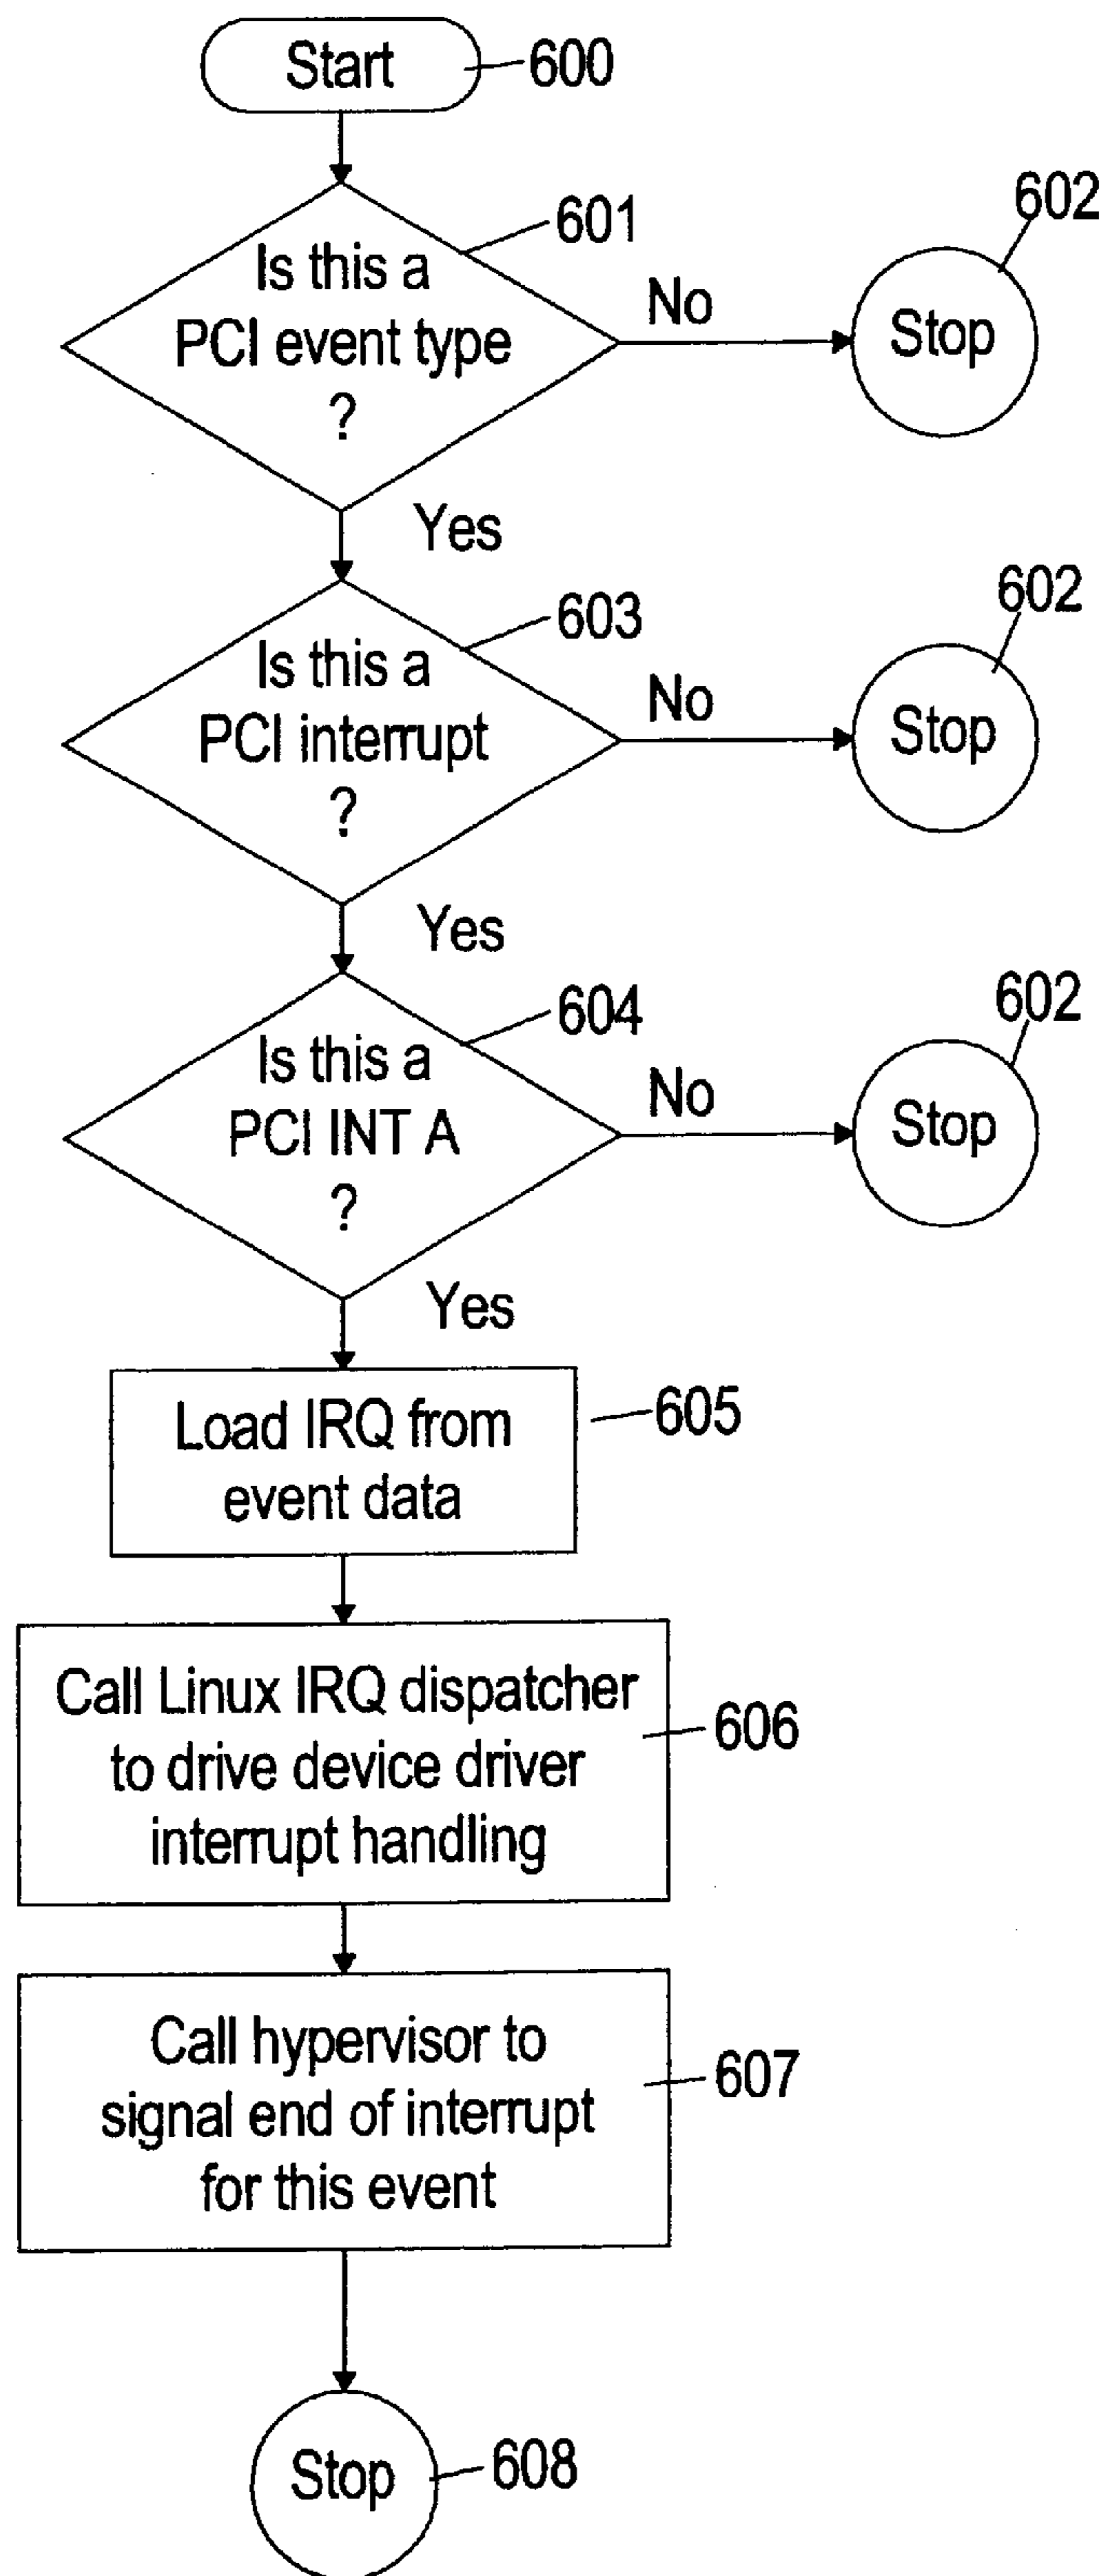 Start
600
601
602
Is this a
PCI event type
?
No
Stop
Yes
603
602
Is this a
PCI interrupt
?
No
Stop
Yes
604
602
Is this a
PCI INT A
?
No
Stop
Yes
Load IRQ from
event data
605
Call Linux IRQ dispatcher
to drive device driver
interrupt handling
606
Call hypervisor to
signal end of interrupt
for this event
607
Stop
608